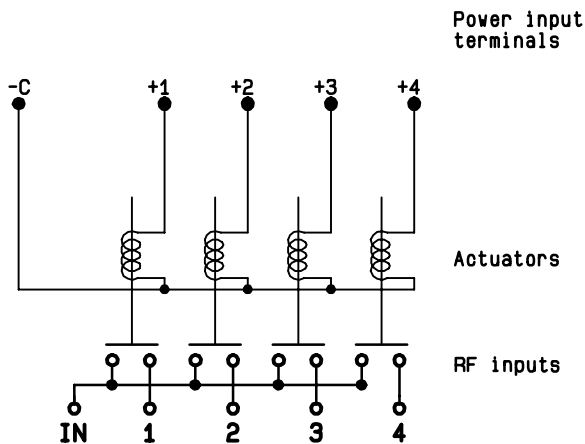 Power input
terminals
-C +1 +2 +3 +4
Actuators
RF inputs
IN 1 2 3 4